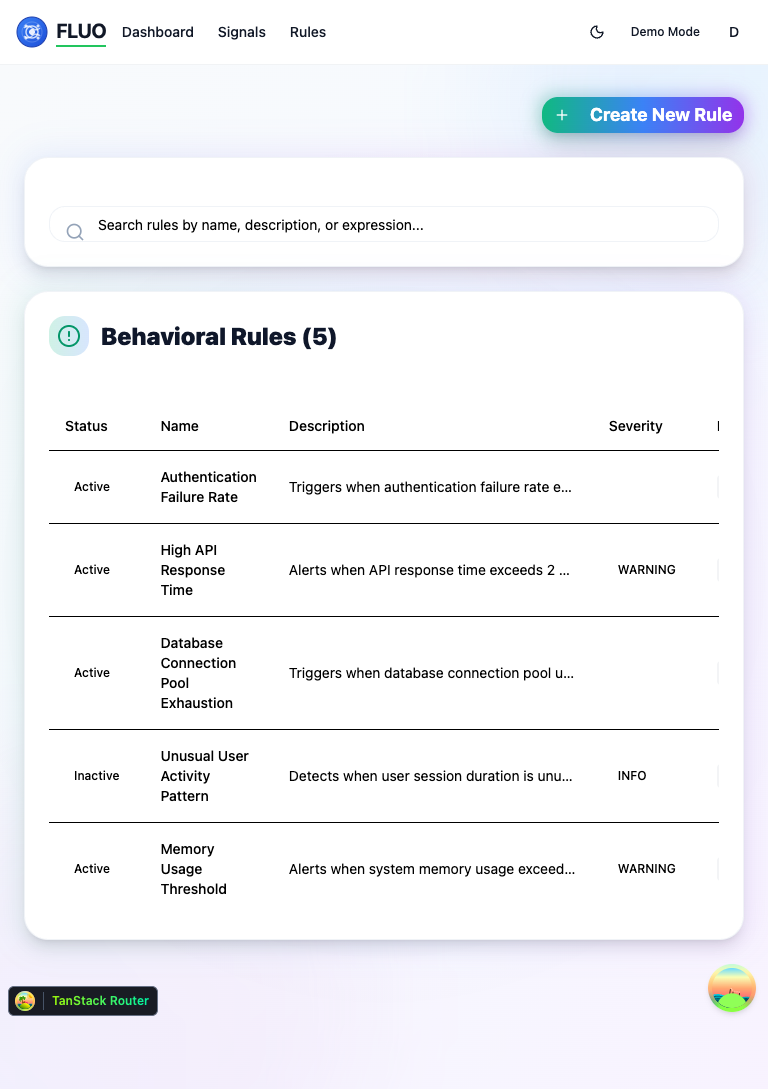 FLUO Dashboard Signals Rules Demo Mode D
+ Create New Rule
Search rules by name, description, or expression...
Behavioral Rules (5)
Status Name Description Severity
Active Authentication Failure Rate Triggers when authentication failure rate e...
Active High API Response Time Alerts when API response time exceeds 2 ... WARNING
Active Database Connection Pool Exhaustion Triggers when database connection pool u...
Inactive Unusual User Activity Pattern Detects when user session duration is unu... INFO
Active Memory Usage Threshold Alerts when system memory usage exceed... WARNING
TanStack Router